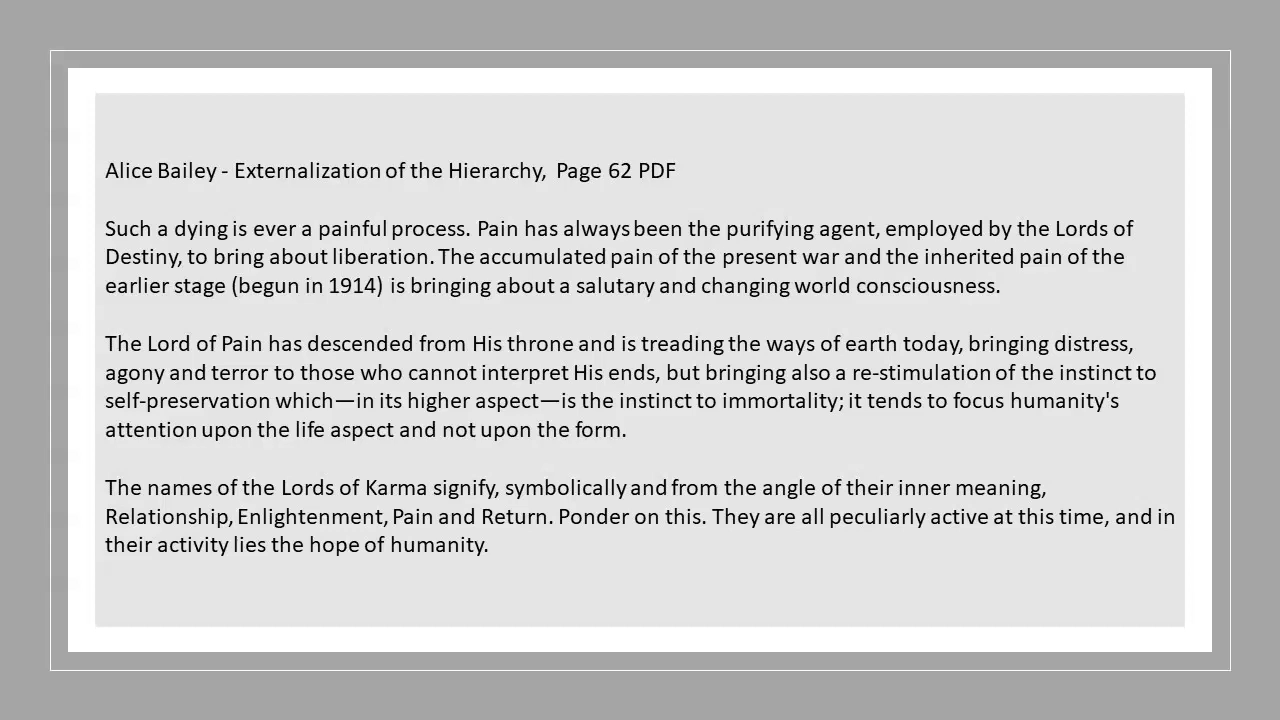 Alice Bailey - Externalization of the Hierarchy, Page 62 PDF
Such a dying is ever a painful process. Pain has always been the purifying agent, employed by the Lords of
Destiny, to bring about liberation. The accumulated pain of the present war and the inherited pain of the
earlier stage (begun in 1914) is bringing about a salutary and changing world consciousness.
The Lord of Pain has descended from His throne and is treading the ways of earth today, bringing distress,
agony and terror to those who cannot interpret His ends, but bringing also a re-stimulation of the instinct to
self-preservation which—in its higher aspect—is the instinct to immortality; it tends to focus humanity's
attention upon the life aspect and not upon the form.
The names of the Lords of Karma signify, symbolically and from the angle of their inner meaning,
Relationship, Enlightenment, Pain and Return. Ponder on this. They are all peculiarly active at this time, and in
their activity lies the hope of humanity.